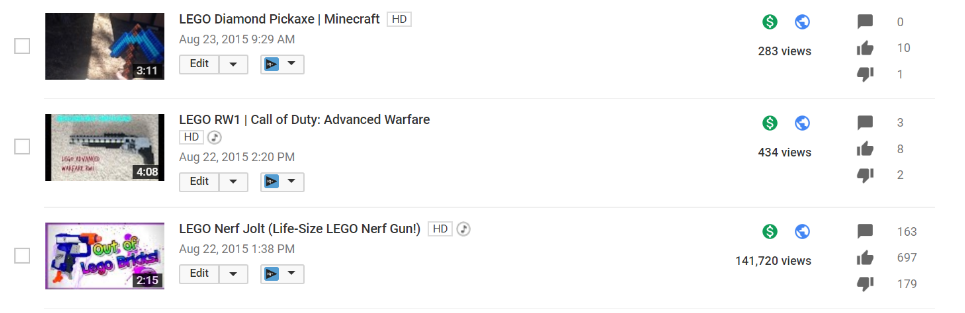 LEGO Diamond Pickaxe | Minecraft HD
Aug 23, 2015 9:29 AM
Edit
3:11
283 views
0
10
1
LEGO RW1 | Call of Duty: Advanced Warfare
HD
Aug 22, 2015 2:20 PM
Edit
LEGO ADVANCED
WARFARE RW1
4:08
434 views
3
8
2
LEGO Nerf Jolt (Life-Size LEGO Nerf Gun!) HD
Aug 22, 2015 1:38 PM
Edit
Out of
Lego Bricks!
2:15
141,720 views
163
697
179